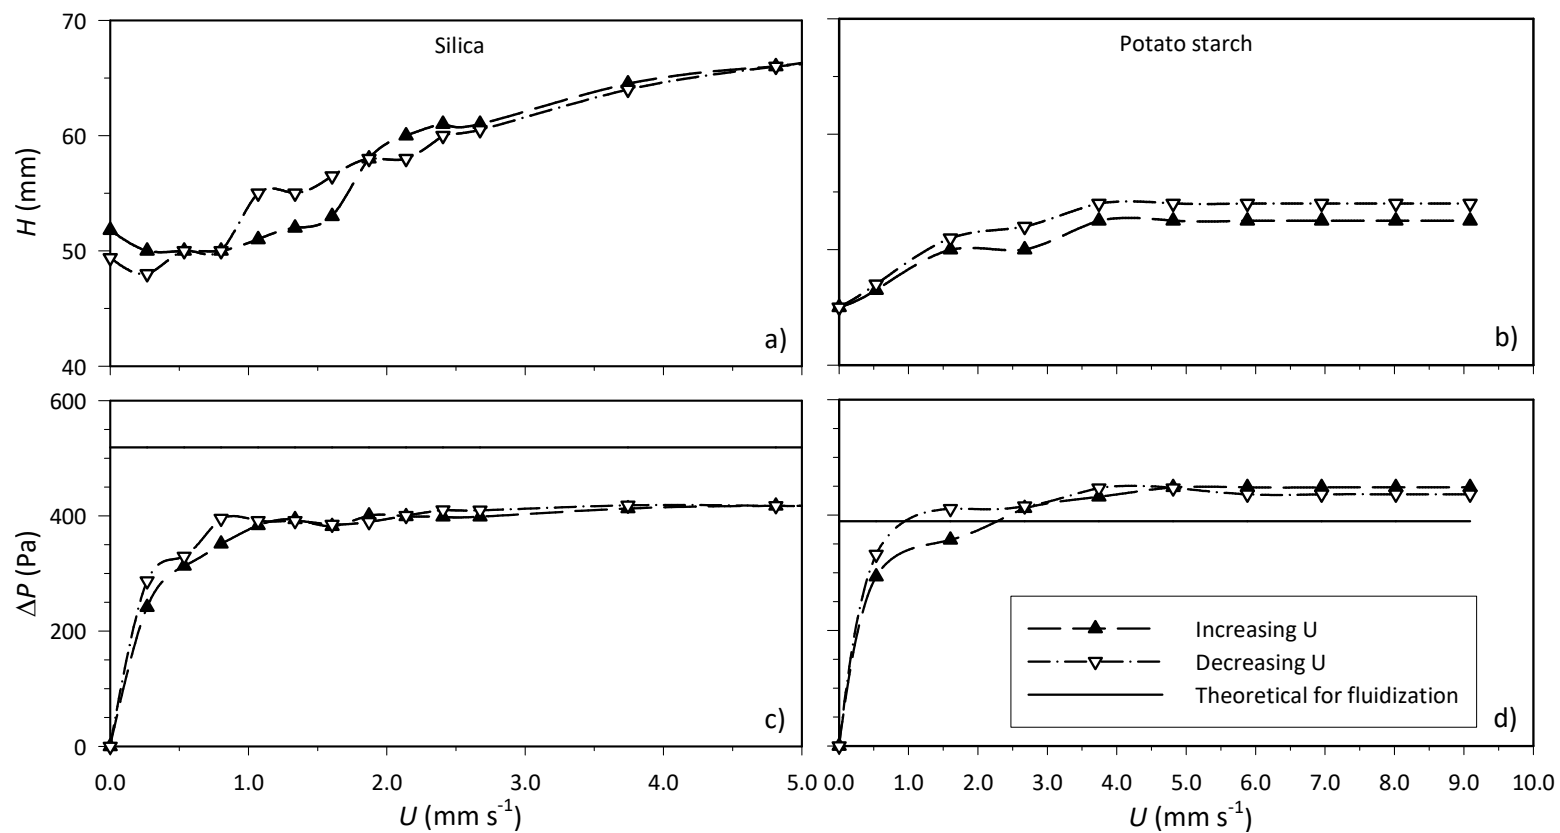 70
60
50
40
H (mm)
Silica
a)
Potato starch
b)
600
400
200
0
ΔP (Pa)
c)
0.0 1.0 2.0 3.0 4.0 5.0
U (mm s⁻¹)
Increasing U
Decreasing U
Theoretical for fluidization
d)
0.0 1.0 2.0 3.0 4.0 5.0 6.0 7.0 8.0 9.0 10.0
U (mm s⁻¹)